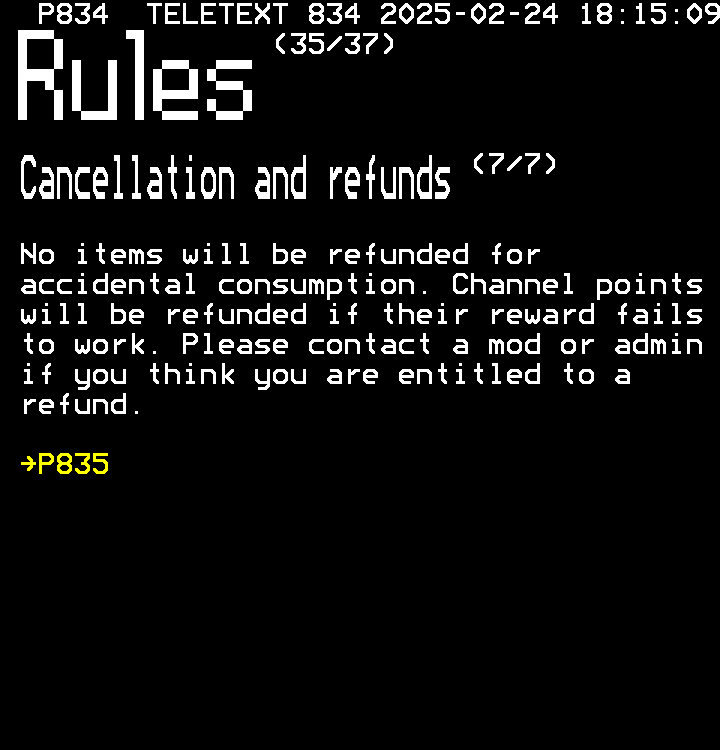 P834 TELETEXT 834 2025-02-24 18:15:09
Rules (35/37)
Cancellation and refunds (7/7)
No items will be refunded for
accidental consumption. Channel points
will be refunded if their reward fails
to work. Please contact a mod or admin
if you think you are entitled to a
refund.
→P835